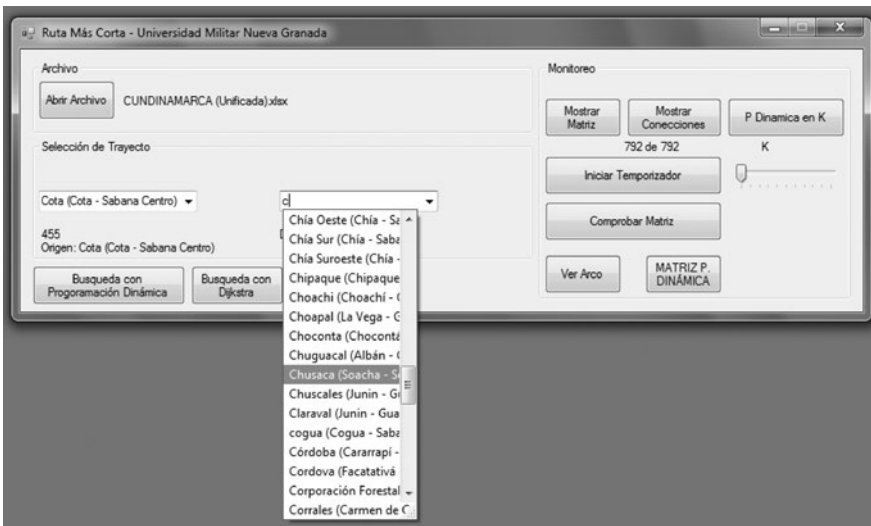 Ruta Más Corta - Universidad Militar Nueva Granada
Archivo
Abrir Archivo
CUNDINAMARCA (Unificada).xlsx
Selección de Trayecto
Cota (Cota - Sabana Centro)
c
455
Origen: Cota (Cota - Sabana Centro)
Busqueda con
Progoramación Dinámica
Busqueda con
Dijkstra
Chía Oeste (Chía - Sa
Chía Sur (Chía - Saba
Chía Suroeste (Chía -
Chipaque (Chipaque
Choachi (Choachí - 
Choapal (La Vega - G
Choconta (Chocontá
Chuguacal (Albán -
Chusaca (Soacha - S
Chuscales (Junin - Gu
Claraval (Junin - Gua
cogua (Cogua - Saba
Córdoba (Cararrapí -
Cordova (Facatativá
Corporación Forestal
Corrales (Carmen de C
Monitoreo
Mostrar
Matriz
Mostrar
Conecciones
P Dinamica en K
792 de 792
K
Iniciar Temporizador
Comprobar Matriz
Ver Arco
MATRIZ P.
DINÁMICA